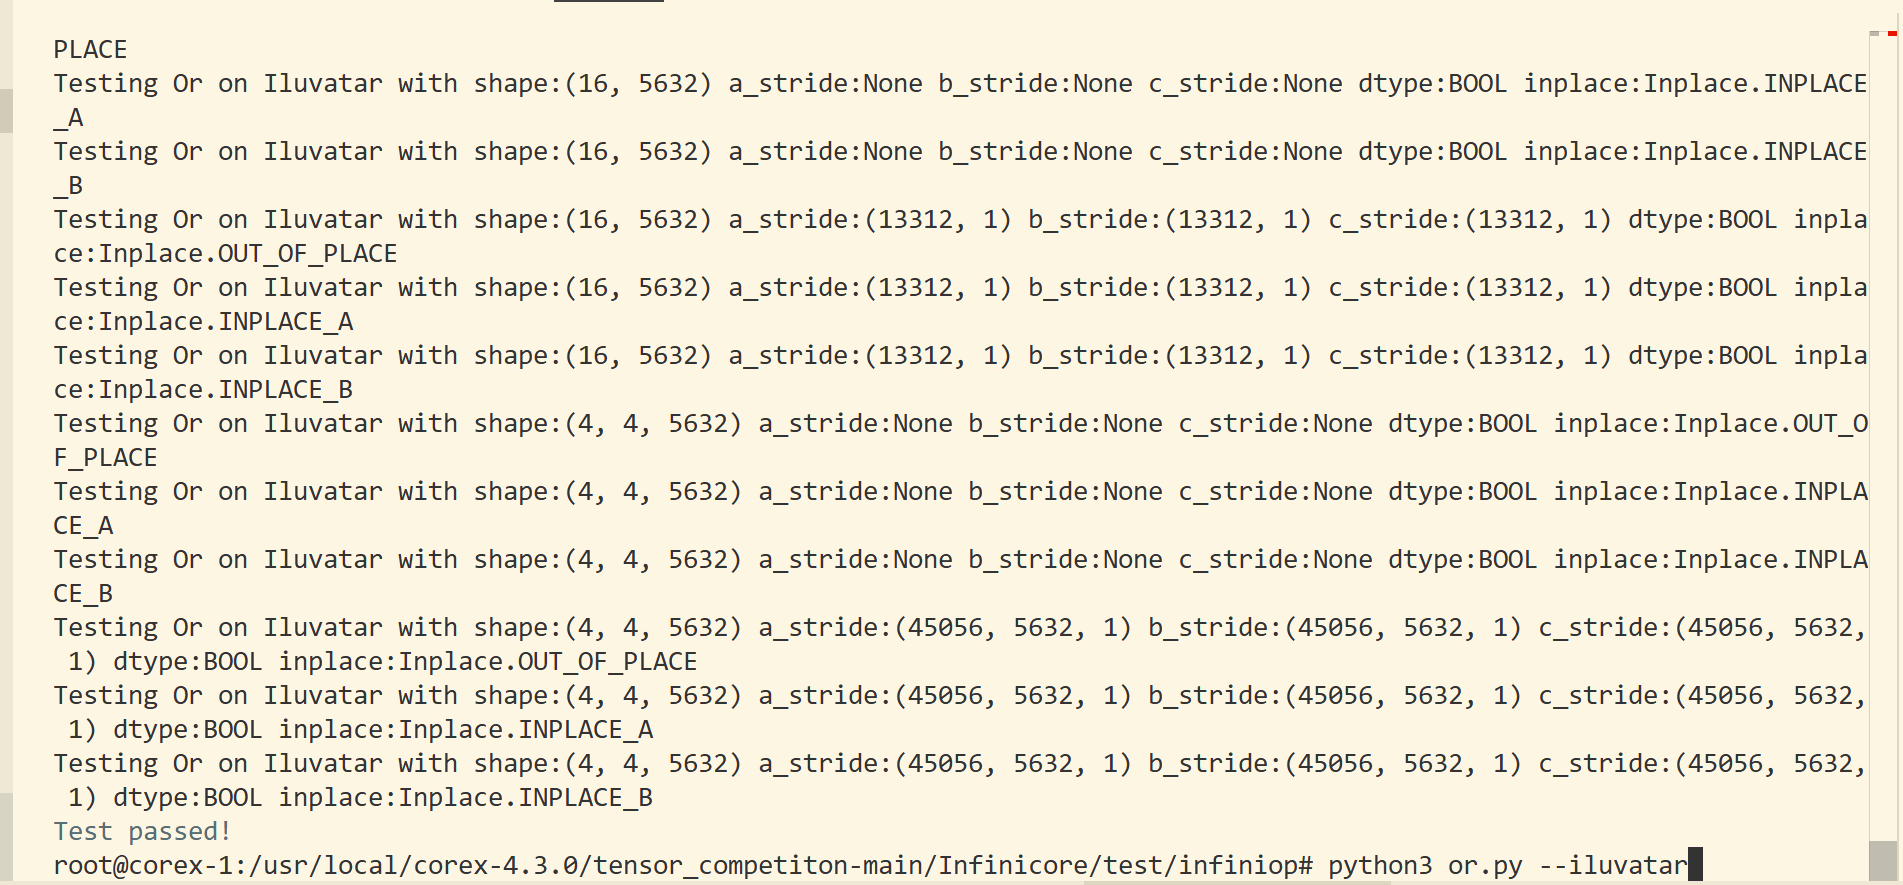 PLACE
Testing Or on Iluvatar with shape:(16, 5632) a_stride:None b_stride:None c_stride:None dtype:BOOL inplace:Inplace.INPLACE
_A
Testing Or on Iluvatar with shape:(16, 5632) a_stride:None b_stride:None c_stride:None dtype:BOOL inplace:Inplace.INPLACE
_B
Testing Or on Iluvatar with shape:(16, 5632) a_stride:(13312, 1) b_stride:(13312, 1) c_stride:(13312, 1) dtype:BOOL inpla
ce:Inplace.OUT_OF_PLACE
Testing Or on Iluvatar with shape:(16, 5632) a_stride:(13312, 1) b_stride:(13312, 1) c_stride:(13312, 1) dtype:BOOL inpla
ce:Inplace.INPLACE_A
Testing Or on Iluvatar with shape:(16, 5632) a_stride:(13312, 1) b_stride:(13312, 1) c_stride:(13312, 1) dtype:BOOL inpla
ce:Inplace.INPLACE_B
Testing Or on Iluvatar with shape:(4, 4, 5632) a_stride:None b_stride:None c_stride:None dtype:BOOL inplace:Inplace.OUT_O
F_PLACE
Testing Or on Iluvatar with shape:(4, 4, 5632) a_stride:None b_stride:None c_stride:None dtype:BOOL inplace:Inplace.INPLA
CE_A
Testing Or on Iluvatar with shape:(4, 4, 5632) a_stride:None b_stride:None c_stride:None dtype:BOOL inplace:Inplace.INPLA
CE_B
Testing Or on Iluvatar with shape:(4, 4, 5632) a_stride:(45056, 5632, 1) b_stride:(45056, 5632, 1) c_stride:(45056, 5632,
 1) dtype:BOOL inplace:Inplace.OUT_OF_PLACE
Testing Or on Iluvatar with shape:(4, 4, 5632) a_stride:(45056, 5632, 1) b_stride:(45056, 5632, 1) c_stride:(45056, 5632,
 1) dtype:BOOL inplace:Inplace.INPLACE_A
Testing Or on Iluvatar with shape:(4, 4, 5632) a_stride:(45056, 5632, 1) b_stride:(45056, 5632, 1) c_stride:(45056, 5632,
 1) dtype:BOOL inplace:Inplace.INPLACE_B
Test passed!
root@corex-1:/usr/local/corex-4.3.0/tensor_competiton-main/Infinicore/test/infiniop# python3 or.py --iluvatar